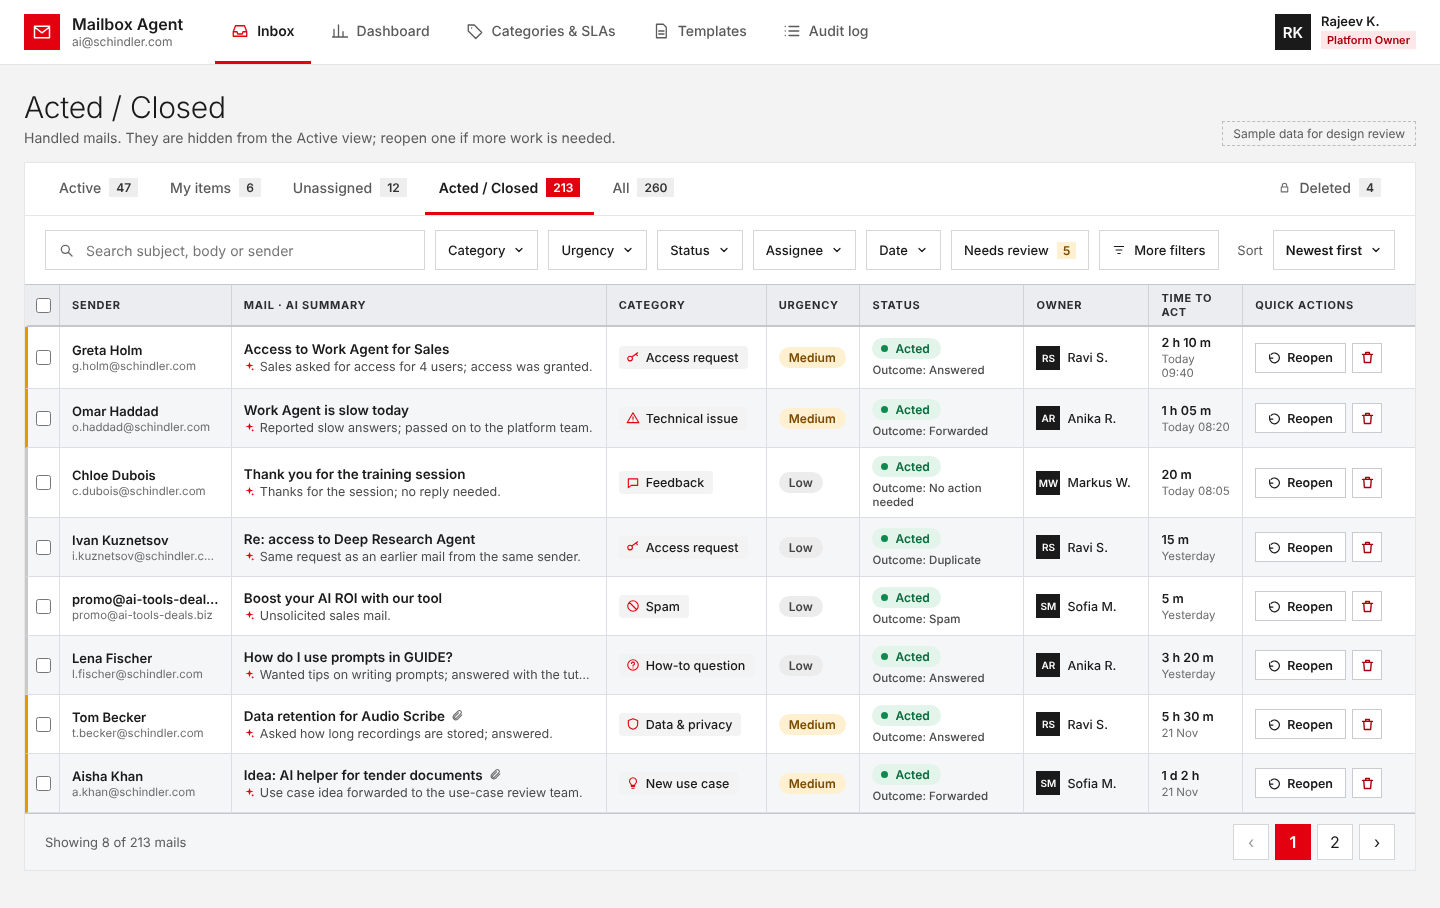 Mailbox Agent
ai@schindler.com
Inbox
Dashboard
Categories & SLAs
Templates
Audit log
RK
Rajeev K.
Platform Owner
Acted / Closed
Handled mails. They are hidden from the Active view; reopen one if more work is needed.
Sample data for design review
Active 47
My items 6
Unassigned 12
Acted / Closed 213
All 260
Deleted 4
Search subject, body or sender
Category
Urgency
Status
Assignee
Date
Needs review 5
More filters
Sort
Newest first
SENDER
MAIL · AI SUMMARY
CATEGORY
URGENCY
STATUS
OWNER
TIME TO
ACT
QUICK ACTIONS
Greta Holm
g.holm@schindler.com
Access to Work Agent for Sales
Sales asked for access for 4 users; access was granted.
Access request
Medium
Acted
Outcome: Answered
RS
Ravi S.
2 h 10 m
Today
09:40
Reopen
Omar Haddad
o.haddad@schindler.com
Work Agent is slow today
Reported slow answers; passed on to the platform team.
Technical issue
Medium
Acted
Outcome: Forwarded
AR
Anika R.
1 h 05 m
Today 08:20
Reopen
Chloe Dubois
c.dubois@schindler.com
Thank you for the training session
Thanks for the session; no reply needed.
Feedback
Low
Acted
Outcome: No action
needed
MW
Markus W.
20 m
Today 08:05
Reopen
Ivan Kuznetsov
i.kuznetsov@schindler.c...
Re: access to Deep Research Agent
Same request as an earlier mail from the same sender.
Access request
Low
Acted
Outcome: Duplicate
RS
Ravi S.
15 m
Yesterday
Reopen
promo@ai-tools-deal...
promo@ai-tools-deals.biz
Boost your AI ROI with our tool
Unsolicited sales mail.
Spam
Low
Acted
Outcome: Spam
SM
Sofia M.
5 m
Yesterday
Reopen
Lena Fischer
l.fischer@schindler.com
How do I use prompts in GUIDE?
Wanted tips on writing prompts; answered with the tut...
How-to question
Low
Acted
Outcome: Answered
AR
Anika R.
3 h 20 m
Yesterday
Reopen
Tom Becker
t.becker@schindler.com
Data retention for Audio Scribe
Asked how long recordings are stored; answered.
Data & privacy
Medium
Acted
Outcome: Answered
RS
Ravi S.
5 h 30 m
21 Nov
Reopen
Aisha Khan
a.khan@schindler.com
Idea: AI helper for tender documents
Use case idea forwarded to the use-case review team.
New use case
Medium
Acted
Outcome: Forwarded
SM
Sofia M.
1 d 2 h
21 Nov
Reopen
Showing 8 of 213 mails
‹ 1 2 ›